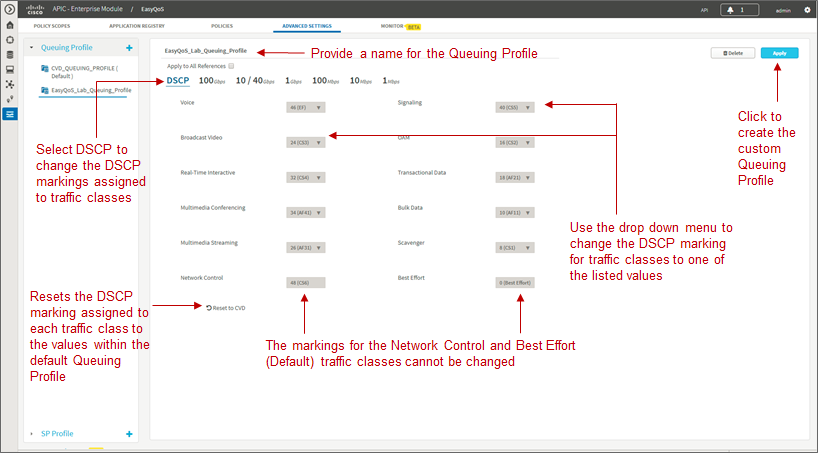 CISCO APIC - Enterprise Module / EasyQoS API 1 admin
POLICY SCOPES APPLICATION REGISTRY POLICIES ADVANCED SETTINGS MONITOR BETA
Queuing Profile +
CVD_QUEUING_PROFILE (
Default )
EasyQoS_Lab_Queuing_Profile
EasyQoS_Lab_Queuing_Profile
Provide a name for the Queuing Profile
Delete Apply
Apply to All References
DSCP 100Gbps 10 / 40Gbps 1Gbps 100Mbps 10Mbps 1Mbps
Voice 46 (EF) Signaling 40 (CS5)
Broadcast Video 24 (CS3) OAM 16 (CS2)
Real-Time Interactive 32 (CS4) Transactional Data 18 (AF21)
Multimedia Conferencing 34 (AF41) Bulk Data 10 (AF11)
Multimedia Streaming 26 (AF31) Scavenger 8 (CS1)
Network Control 48 (CS6) Best Effort 0 (Best Effort)
Reset to CVD
Click to
create the
custom
Queuing
Profile
Select DSCP to
change the DSCP
markings assigned
to traffic classes
Use the drop down menu to
change the DSCP marking
for traffic classes to one of
the listed values
Resets the DSCP
marking assigned to
each traffic class to
the values within the
default Queuing
Profile
The markings for the Network Control and Best Effort
(Default) traffic classes cannot be changed
SP Profile +